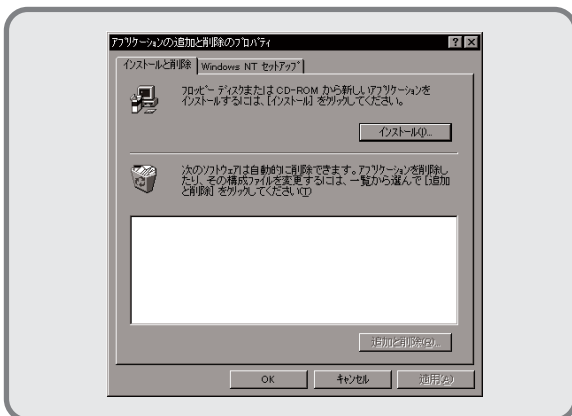 アプリケーションの追加と削除のプロパティ
インストールと削除
Windows NT セットアップ
フロッピー ディスクまたは CD-ROM から新しいアプリケーションを
インストールするには、[インストール] をクリックしてください。
インストール(I)...
次のソフトウェアは自動的に削除できます。アプリケーションを削除し
たり、その構成ファイルを変更するには、一覧から選んで [追加
と削除] をクリックしてください(T)
追加と削除(R)...
OK
キャンセル
適用(A)